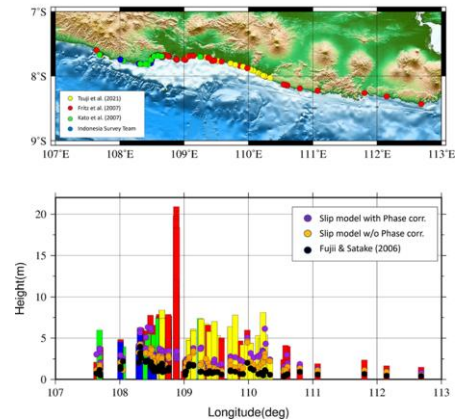 7°S
8°S
9°S
Tsuji et al. (2021)
Fritz et al. (2007)
Kato et al. (2007)
Indonesia Survey Team
107°E 108°E 109°E 110°E 111°E 112°E 113°E
Height(m)
20
15
10
5
0
Slip model with Phase corr.
Slip model w/o Phase corr.
Fujii & Satake (2006)
107 108 109 110 111 112 113
Longitude(deg)